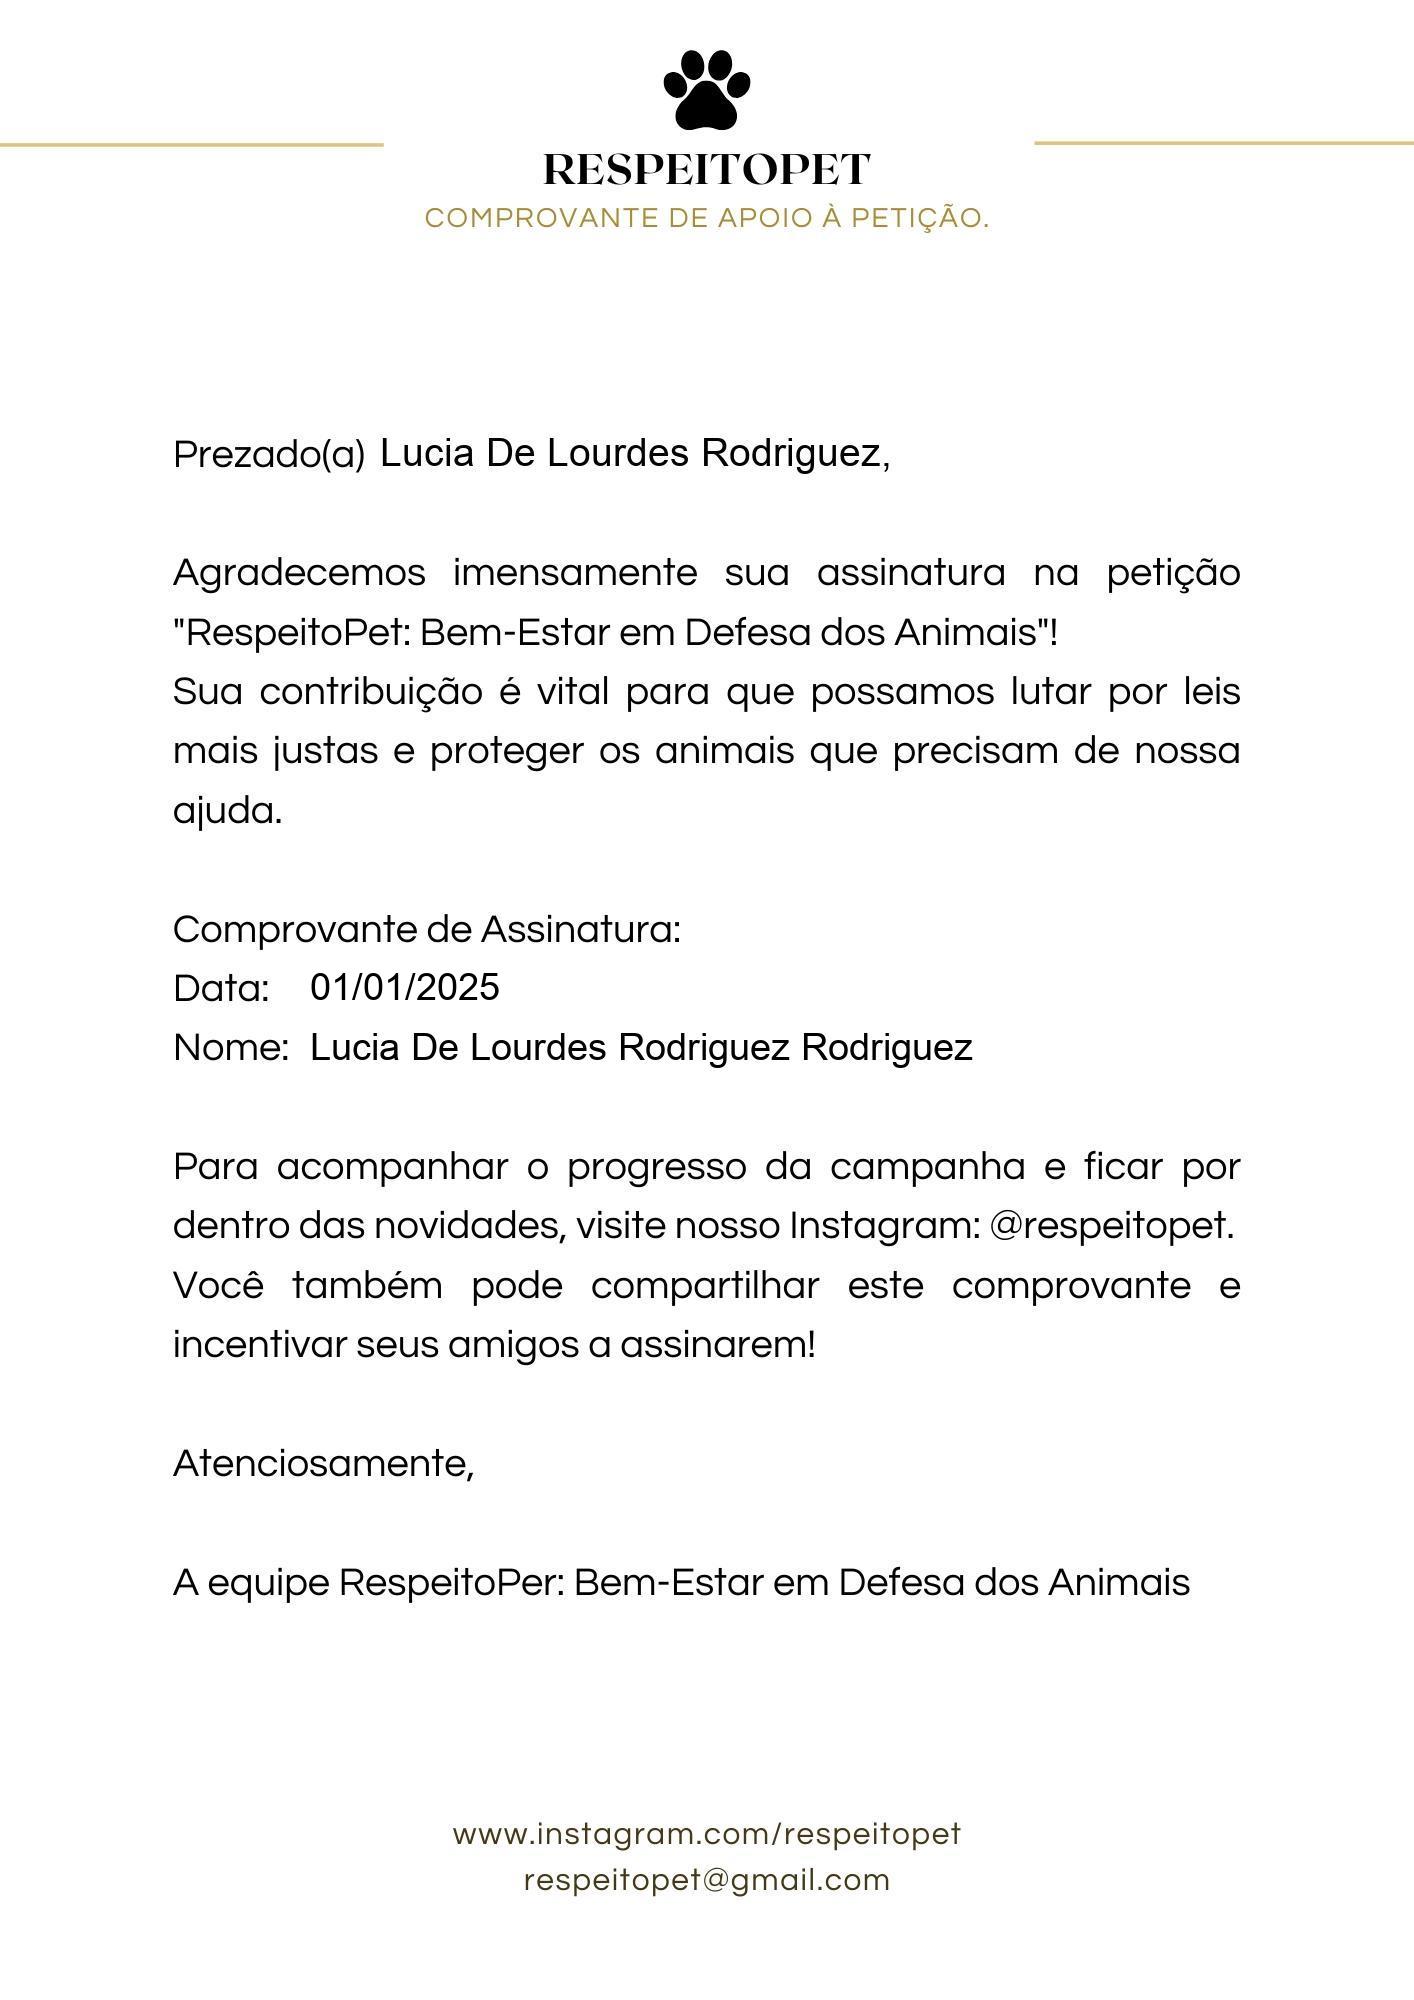 RESPEITOPET
COMPROVANTE DE APOIO À PETIÇÃO.
Prezado(a) Lucia De Lourdes Rodriguez,
Agradecemos imensamente sua assinatura na petição
"RespeitoPet: Bem-Estar em Defesa dos Animais"!
Sua contribuição é vital para que possamos lutar por leis
mais justas e proteger os animais que precisam de nossa
ajuda.
Comprovante de Assinatura:
Data: 01/01/2025
Nome: Lucia De Lourdes Rodriguez Rodriguez
Para acompanhar o progresso da campanha e ficar por
dentro das novidades, visite nosso Instagram: @respeitopet.
Você também pode compartilhar este comprovante e
incentivar seus amigos a assinarem!
Atenciosamente,
A equipe RespeitoPer: Bem-Estar em Defesa dos Animais
www.instagram.com/respeitopet
respeitopet@gmail.com